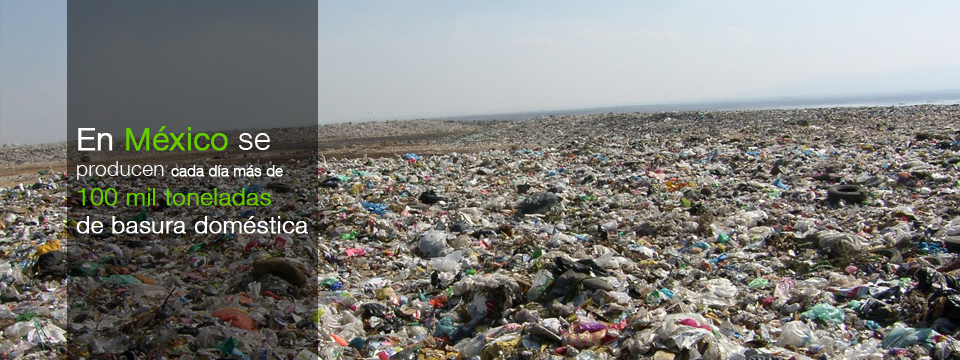 En México se
producen cada día más de
100 mil toneladas
de basura doméstica